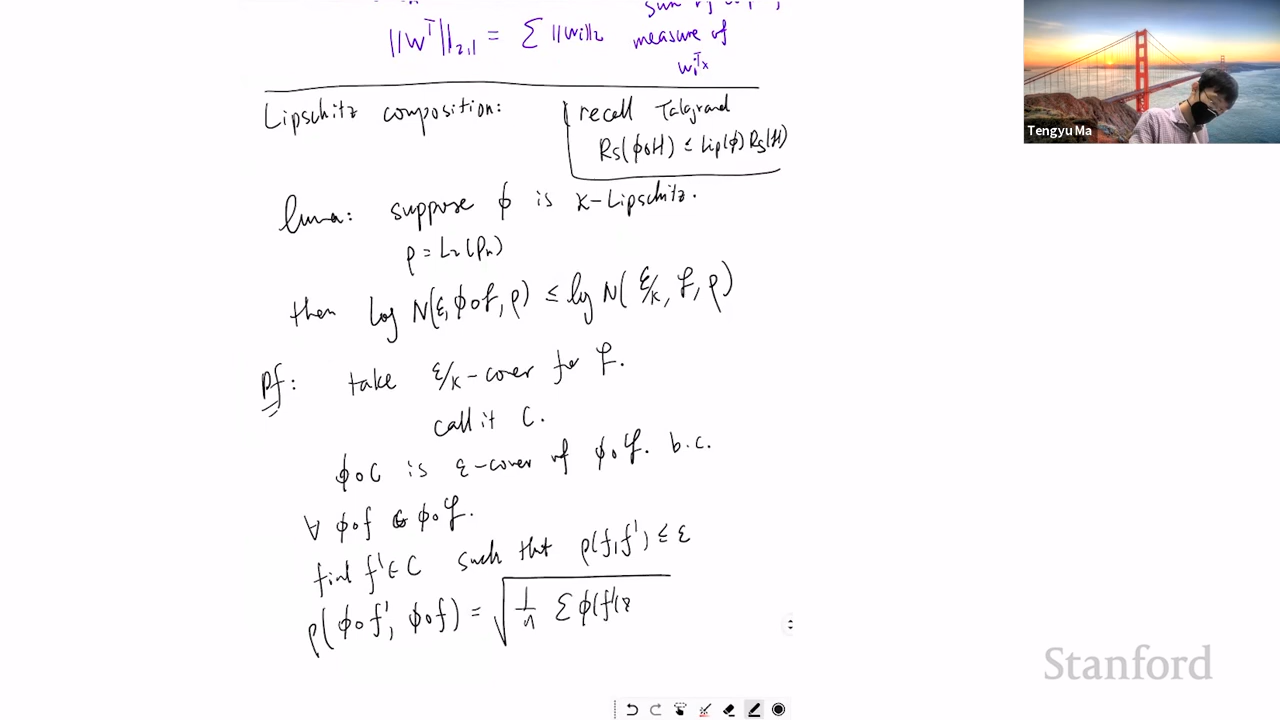 ||W^T||_{2,1} = Σ ||w_i||_2
measure of
w_i^T x
Lipschitz composition:
recall Talagrand
Rs(ϕ∘H) ≤ Lip(ϕ) Rs(H)
lemma: suppose ϕ is κ-Lipschitz.
ρ = L_2(P_n)
then log N(ε, ϕ∘F, ρ) ≤ log N(ε/κ, F, ρ)
Pf: take ε/κ-cover for F.
call it C.
ϕ∘C is ε-cover of ϕ∘F. b.c.
∀ ϕ∘f ∈ ϕ∘F.
find f' ∈ C such tht ρ(f, f') ≤ ε
ρ(ϕ∘f', ϕ∘f) = √ 1/n Σ ϕ(f'(z
Tengyu Ma
Stanford